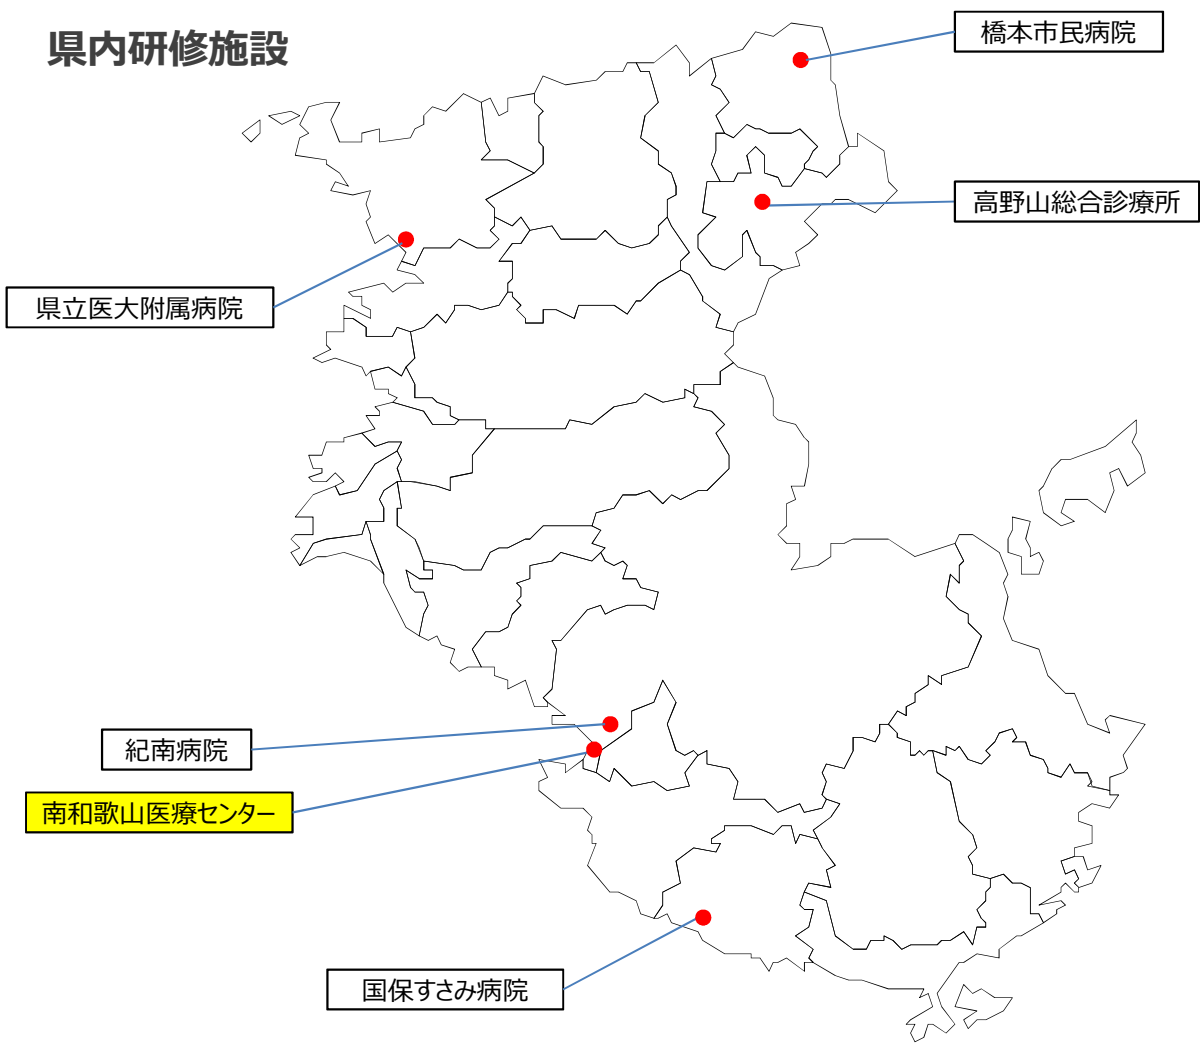 県内研修施設
橋本市民病院
高野山総合診療所
県立医大附属病院
紀南病院
南和歌山医療センター
国保すさみ病院